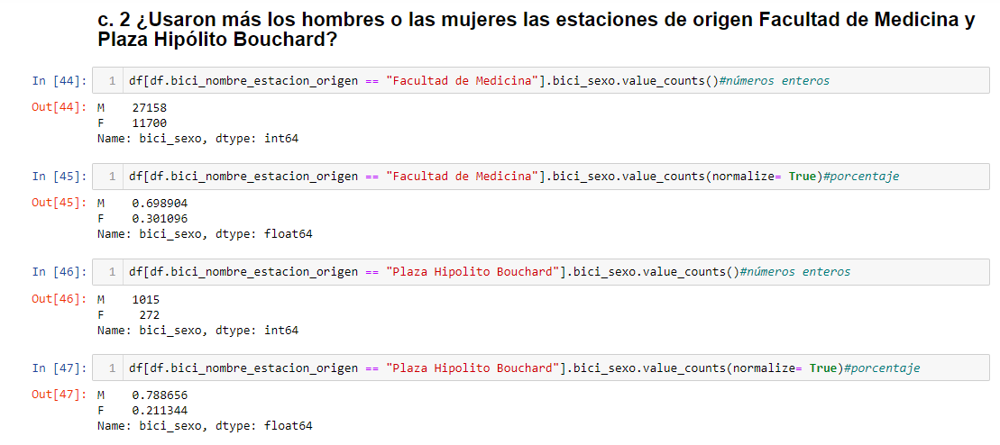 c. 2 ¿Usaron más los hombres o las mujeres las estaciones de origen Facultad de Medicina y
Plaza Hipólito Bouchard?
In [44]: 1 df[df.bici_nombre_estacion_origen == "Facultad de Medicina"].bici_sexo.value_counts()#números enteros
Out[44]: M 27158
F 11700
Name: bici_sexo, dtype: int64
In [45]: 1 df[df.bici_nombre_estacion_origen == "Facultad de Medicina"].bici_sexo.value_counts(normalize= True)#porcentaje
Out[45]: M 0.698904
F 0.301096
Name: bici_sexo, dtype: float64
In [46]: 1 df[df.bici_nombre_estacion_origen == "Plaza Hipolito Bouchard"].bici_sexo.value_counts()#números enteros
Out[46]: M 1015
F 272
Name: bici_sexo, dtype: int64
In [47]: 1 df[df.bici_nombre_estacion_origen == "Plaza Hipolito Bouchard"].bici_sexo.value_counts(normalize= True)#porcentaje
Out[47]: M 0.788656
F 0.211344
Name: bici_sexo, dtype: float64